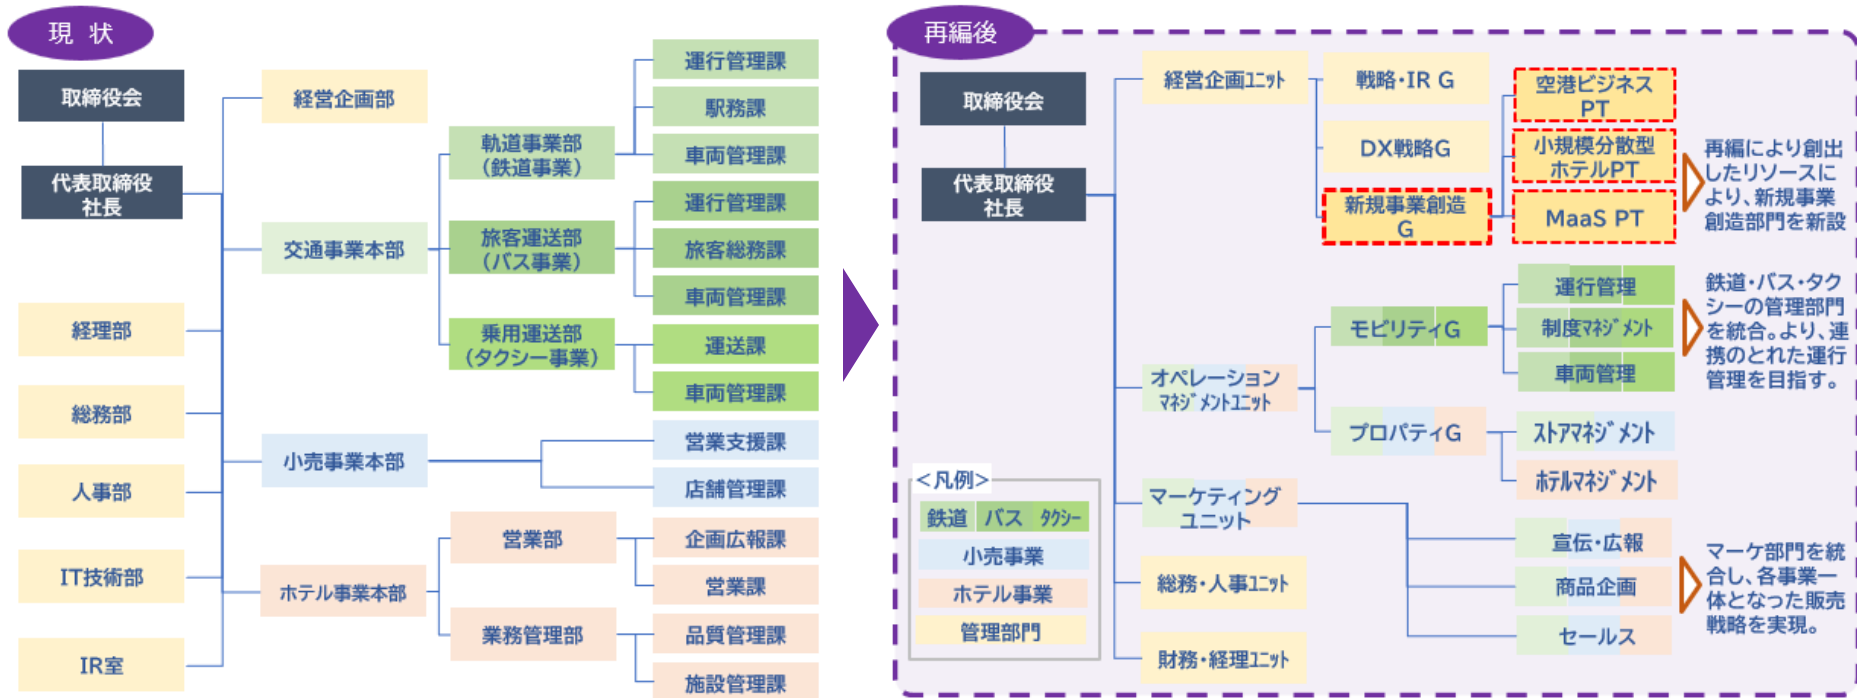 現 状
取締役会
代表取締役
社長
経理部
総務部
人事部
IT技術部
IR室
経営企画部
交通事業本部
小売事業本部
ホテル事業本部
軌道事業部
(鉄道事業)
旅客運送部
(バス事業)
乗用運送部
(タクシー事業)
営業部
業務管理部
運行管理課
駅務課
車両管理課
運行管理課
旅客総務課
車両管理課
運送課
車両管理課
営業支援課
店舗管理課
企画広報課
営業課
品質管理課
施設管理課
再編後
取締役会
代表取締役
社長
経営企画ユニット
戦略・IR G
DX戦略G
新規事業創造
G
空港ビジネス
PT
小規模分散型
ホテルPT
MaaS PT
再編により創出
したリソースに
より、新規事業
創造部門を新設
オペレーション
マネジメントユニット
モビリティG
プロパティG
運行管理
制度マネジメント
車両管理
鉄道・バス・タク
シーの管理部門
を統合。より、連
携のとれた運行
管理を目指す。
ストアマネジメント
ホテルマネジメント
マーケティング
ユニット
宣伝・広報
商品企画
セールス
マーケ部門を統
合し、各事業一
体となった販売
戦略を実現。
総務・人事ユニット
財務・経理ユニット
<凡例>
鉄道 バス タクシー
小売事業
ホテル事業
管理部門